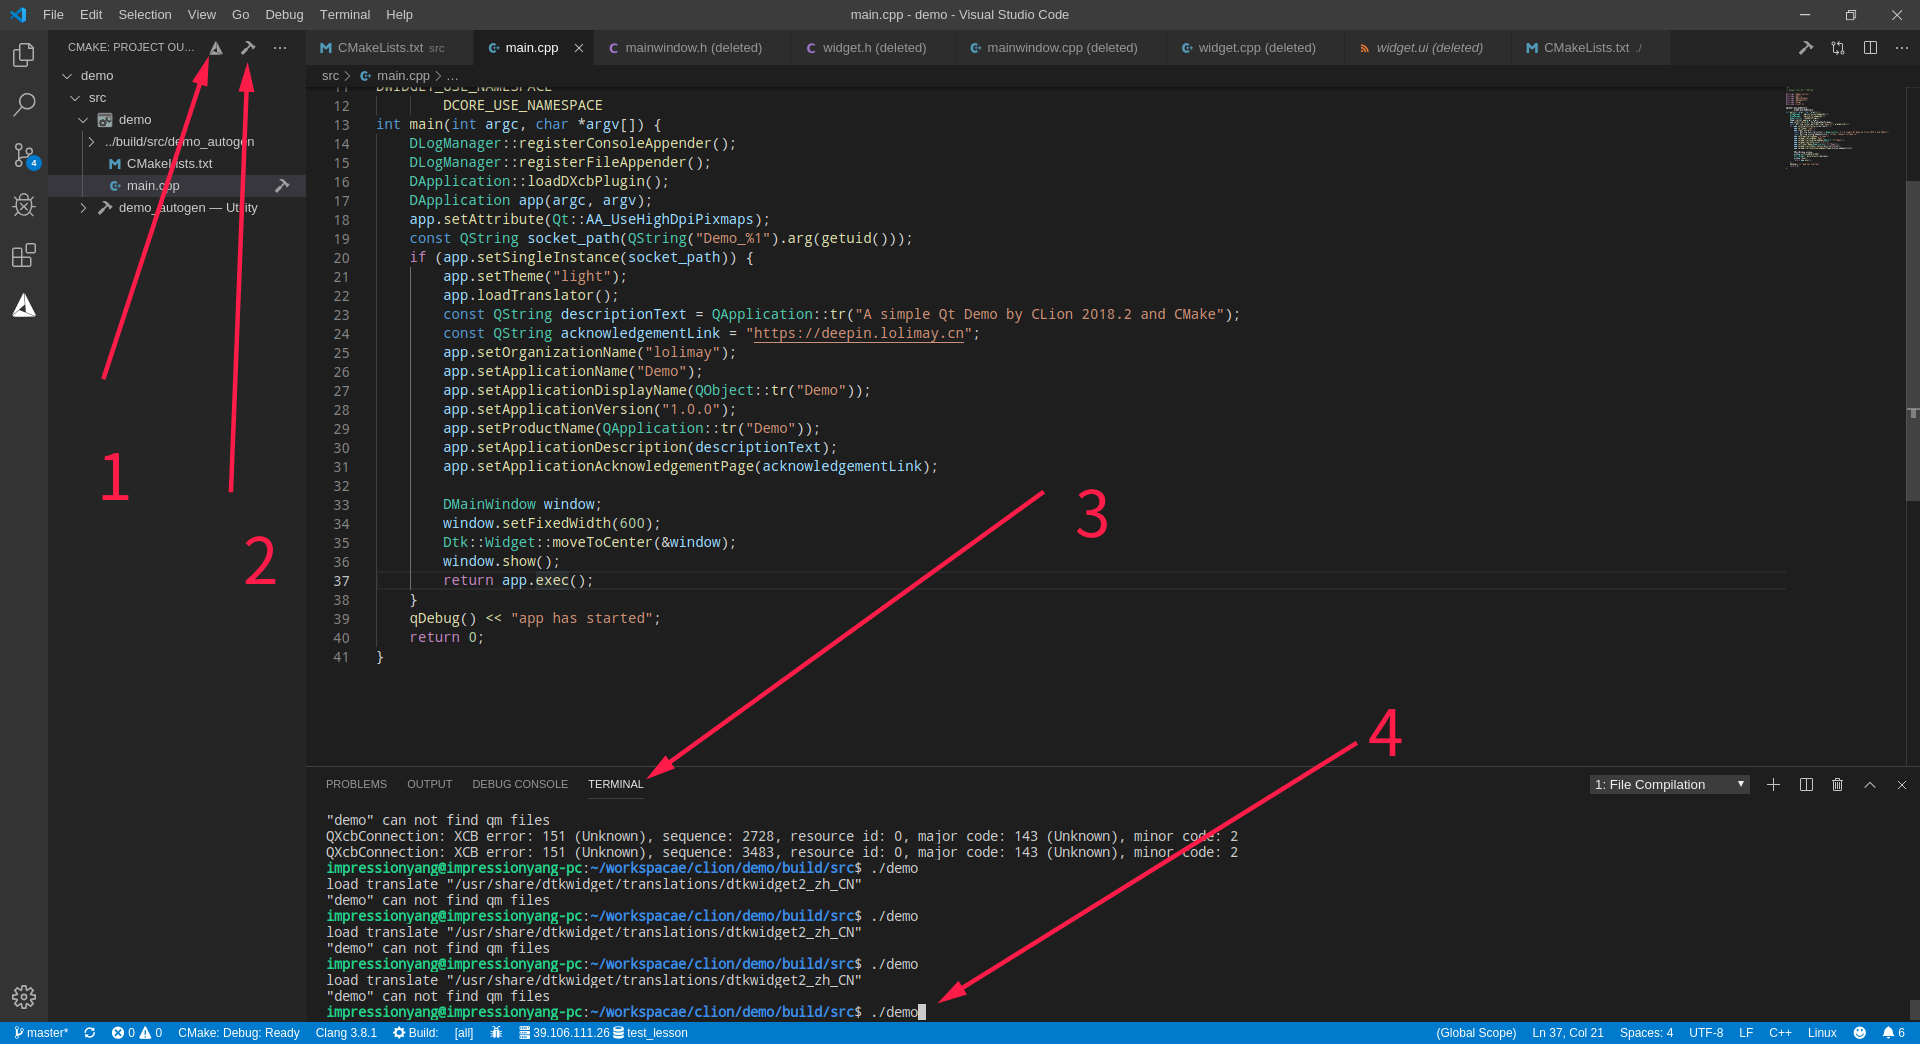 File Edit Selection View Go Debug Terminal Help
main.cpp - demo - Visual Studio Code
CMAKE: PROJECT OU...
demo
src
demo
../build/src/demo_autogen
CMakeLists.txt
main.cpp
demo_autogen — Utility
4
CMakeLists.txt src
main.cpp
mainwindow.h (deleted)
widget.h (deleted)
mainwindow.cpp (deleted)
widget.cpp (deleted)
widget.ui (deleted)
CMakeLists.txt ./
src > main.cpp > ...
11 DWIDGET_USE_NAMESPACE
12 DCORE_USE_NAMESPACE
13 int main(int argc, char *argv[]) {
14 DLogManager::registerConsoleAppender();
15 DLogManager::registerFileAppender();
16 DApplication::loadDXcbPlugin();
17 DApplication app(argc, argv);
18 app.setAttribute(Qt::AA_UseHighDpiPixmaps);
19 const QString socket_path(QString("Demo_%1").arg(getuid()));
20 if (app.setSingleInstance(socket_path)) {
21 app.setTheme("light");
22 app.loadTranslator();
23 const QString descriptionText = QApplication::tr("A simple Qt Demo by CLion 2018.2 and CMake");
24 const QString acknowledgementLink = "https://deepin.lolimay.cn";
25 app.setOrganizationName("lolimay");
26 app.setApplicationName("Demo");
27 app.setApplicationDisplayName(QObject::tr("Demo"));
28 app.setApplicationVersion("1.0.0");
29 app.setProductName(QApplication::tr("Demo"));
30 app.setApplicationDescription(descriptionText);
31 app.setApplicationAcknowledgementPage(acknowledgementLink);
32
33 DMainWindow window;
34 window.setFixedWidth(600);
35 Dtk::Widget::moveToCenter(&window);
36 window.show();
37 return app.exec();
38 }
39 qDebug() << "app has started";
40 return 0;
41 }
1
2
3
4
PROBLEMS OUTPUT DEBUG CONSOLE TERMINAL
1: File Compilation
"demo" can not find qm files
QXcbConnection: XCB error: 151 (Unknown), sequence: 2728, resource id: 0, major code: 143 (Unknown), minor code: 2
QXcbConnection: XCB error: 151 (Unknown), sequence: 3483, resource id: 0, major code: 143 (Unknown), minor code: 2
impressionyang@impressionyang-pc:~/workspacae/clion/demo/build/src$ ./demo
load translate "/usr/share/dtkwidget/translations/dtkwidget2_zh_CN"
"demo" can not find qm files
impressionyang@impressionyang-pc:~/workspacae/clion/demo/build/src$ ./demo
load translate "/usr/share/dtkwidget/translations/dtkwidget2_zh_CN"
"demo" can not find qm files
impressionyang@impressionyang-pc:~/workspacae/clion/demo/build/src$ ./demo
load translate "/usr/share/dtkwidget/translations/dtkwidget2_zh_CN"
"demo" can not find qm files
impressionyang@impressionyang-pc:~/workspacae/clion/demo/build/src$ ./demo
master* 0 0 CMake: Debug: Ready Clang 3.8.1 Build: [all] 39.106.111.26 test_lesson (Global Scope) Ln 37, Col 21 Spaces: 4 UTF-8 LF C++ Linux 6